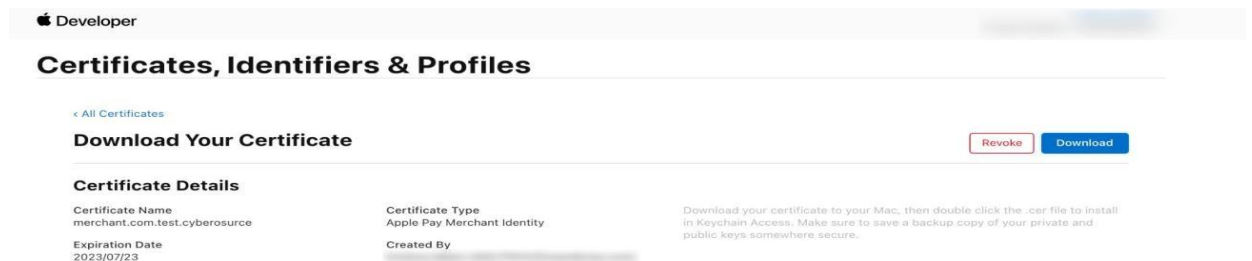 Developer
Certificates, Identifiers & Profiles
< All Certificates
Download Your Certificate
Revoke
Download
Certificate Details
Certificate Name
merchant.com.test.cyberosurce
Certificate Type
Apple Pay Merchant Identity
Download your certificate to your Mac, then double click the .cer file to install
in Keychain Access. Make sure to save a backup copy of your private and
public keys somewhere secure.
Expiration Date
2023/07/23
Created By